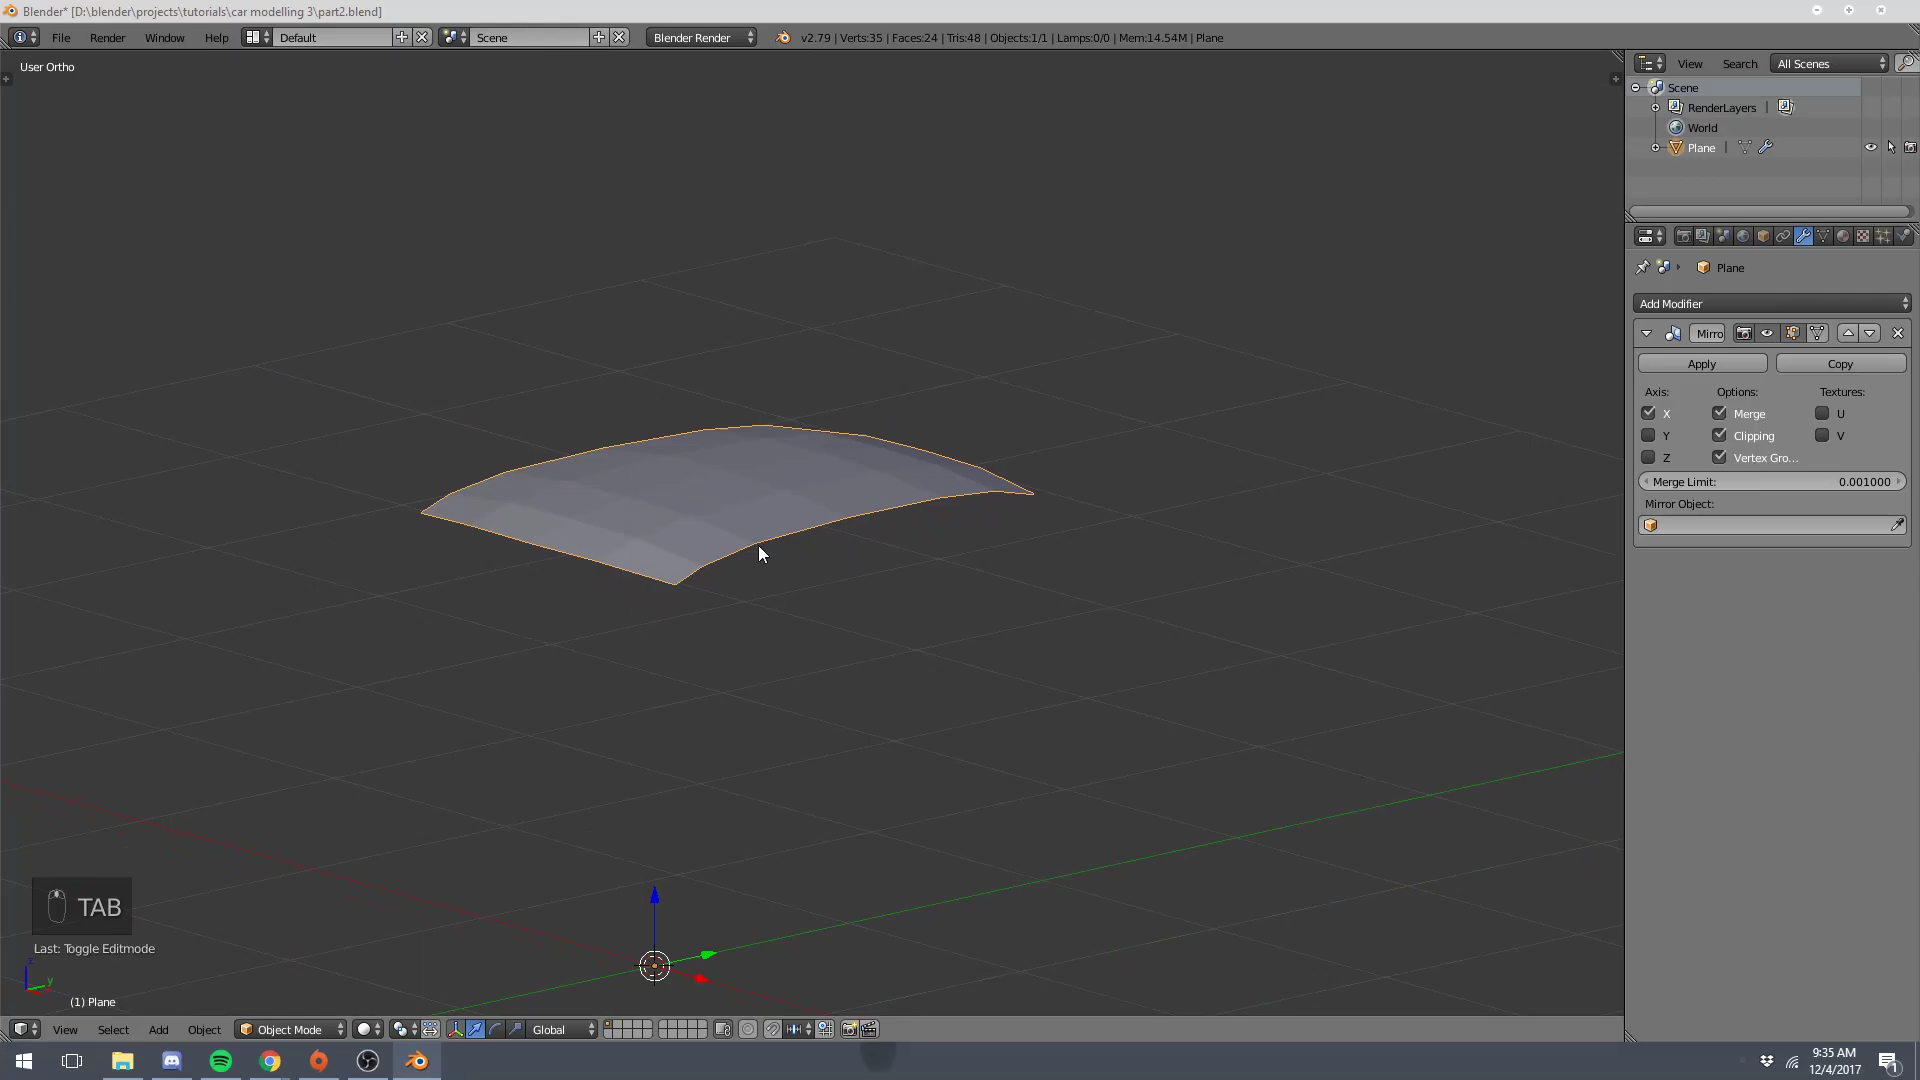 Blender* [D:\blender\projects\tutorials\car modelling 3\part2.blend]
File Render Window Help Default Scene Blender Render v2.79 | Verts:35 | Faces:24 | Tris:48 | Objects:1/1 | Lamps:0/0 | Mem:14.54M | Plane
User Ortho
View Search All Scenes
Scene
RenderLayers
World
Plane
Plane
Add Modifier
Mirro
Apply Copy
Axis: Options: Textures:
X Merge U
Y Clipping V
Z Vertex Gro...
Merge Limit: 0.001000
Mirror Object:
TAB
Last: Toggle Editmode
z
y
(1) Plane
View Select Add Object Object Mode Global
9:35 AM
12/4/2017
1